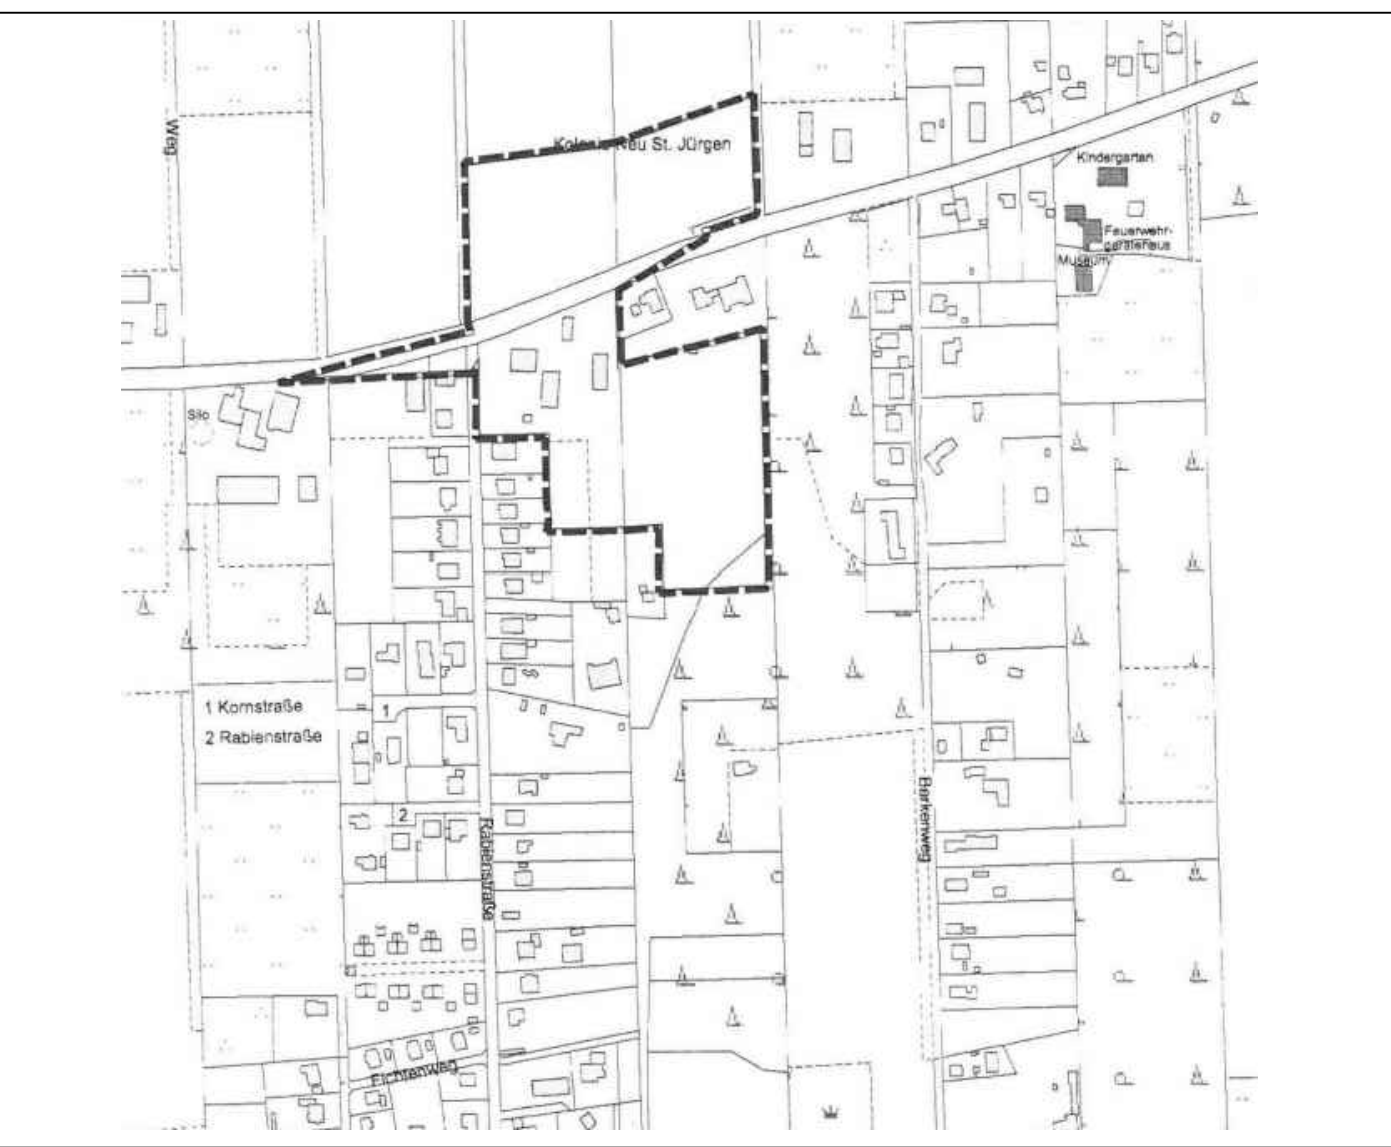 Weg
Kolonie Neu St. Jürgen
Kindergarten
Feuerwehr-
gerätehaus
Museum
Silo
1 Kornstraße
2 Rabienstraße
1
2
Rabienstraße
Barkenweg
Fichtenweg